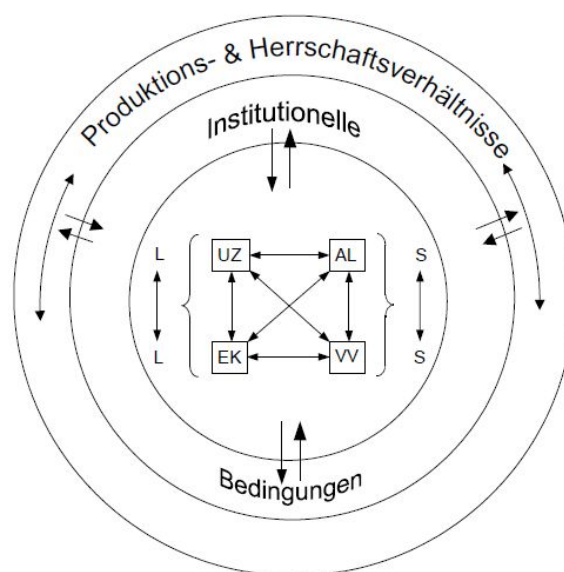 Produktions- & Herrschaftsverhältnisse
Institutionelle
L UZ AL S
L EK VV S
Bedingungen